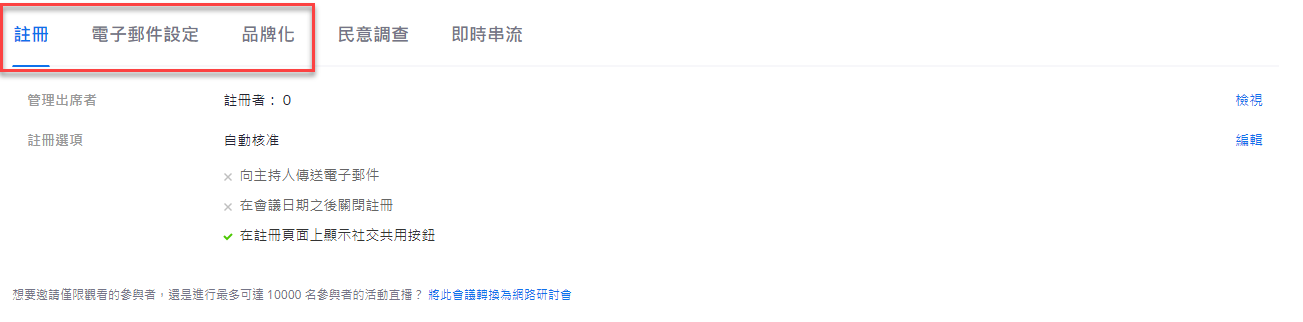 註冊 電子郵件設定 品牌化 民意調查 即時串流
管理出席者 註冊者： 0 檢視
註冊選項 自動核准 編輯
向主持人傳送電子郵件
在會議日期之後關閉註冊
在註冊頁面上顯示社交共用按鈕
想要邀請僅限觀看的參與者，還是進行最多可達 10000 名參與者的活動直播？ 將此會議轉換為網路研討會